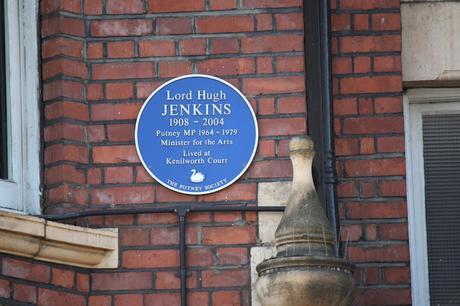 Lord Hugh
JENKINS
1908 - 2004
Putney MP 1964 - 1979
Minister for the Arts
Lived at
Kenilworth Court
THE PUTNEY SOCIETY